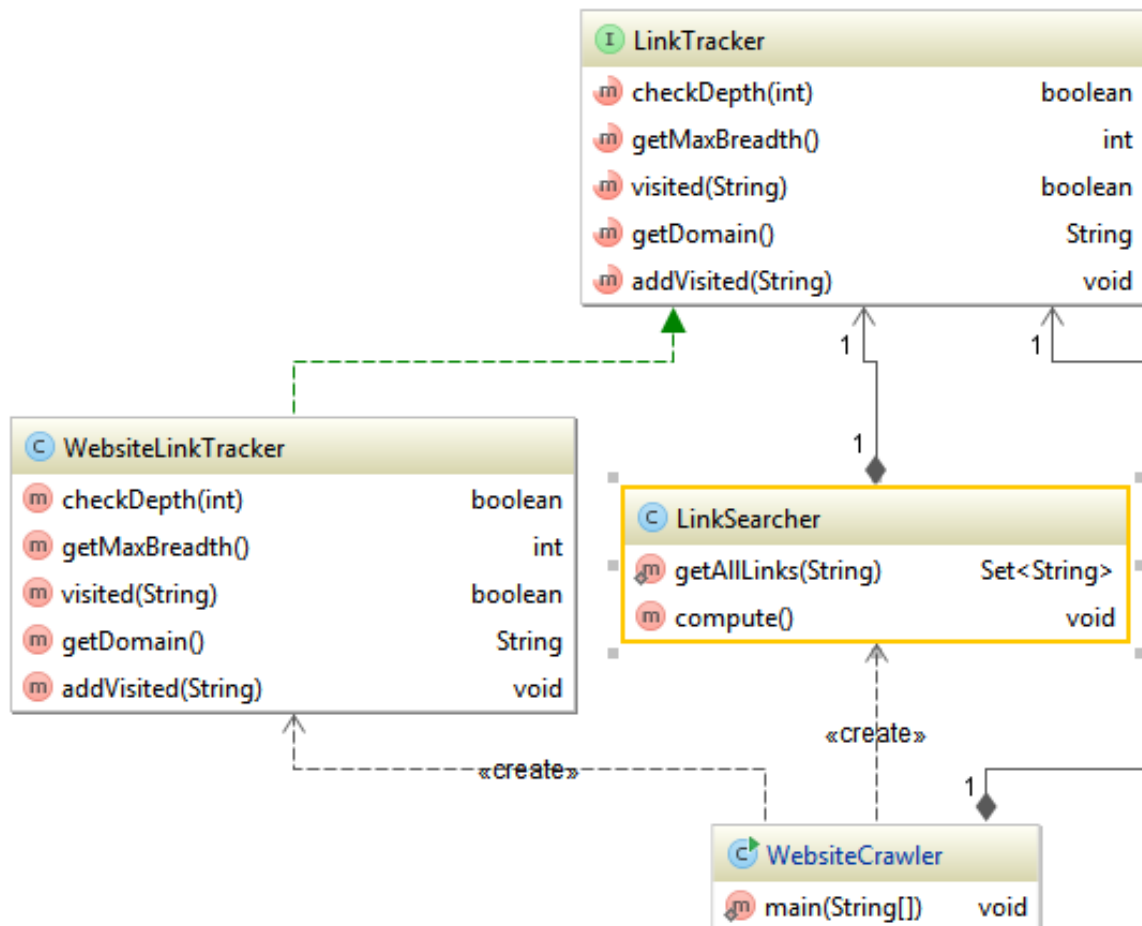 I LinkTracker
m checkDepth(int) boolean
m getMaxBreadth() int
m visited(String) boolean
m getDomain() String
m addVisited(String) void
1 1
C WebsiteLinkTracker
m checkDepth(int) boolean
m getMaxBreadth() int
m visited(String) boolean
m getDomain() String
m addVisited(String) void
1
C LinkSearcher
m getAllLinks(String) Set<String>
m compute() void
«create»
«create»
1
C WebsiteCrawler
m main(String[]) void